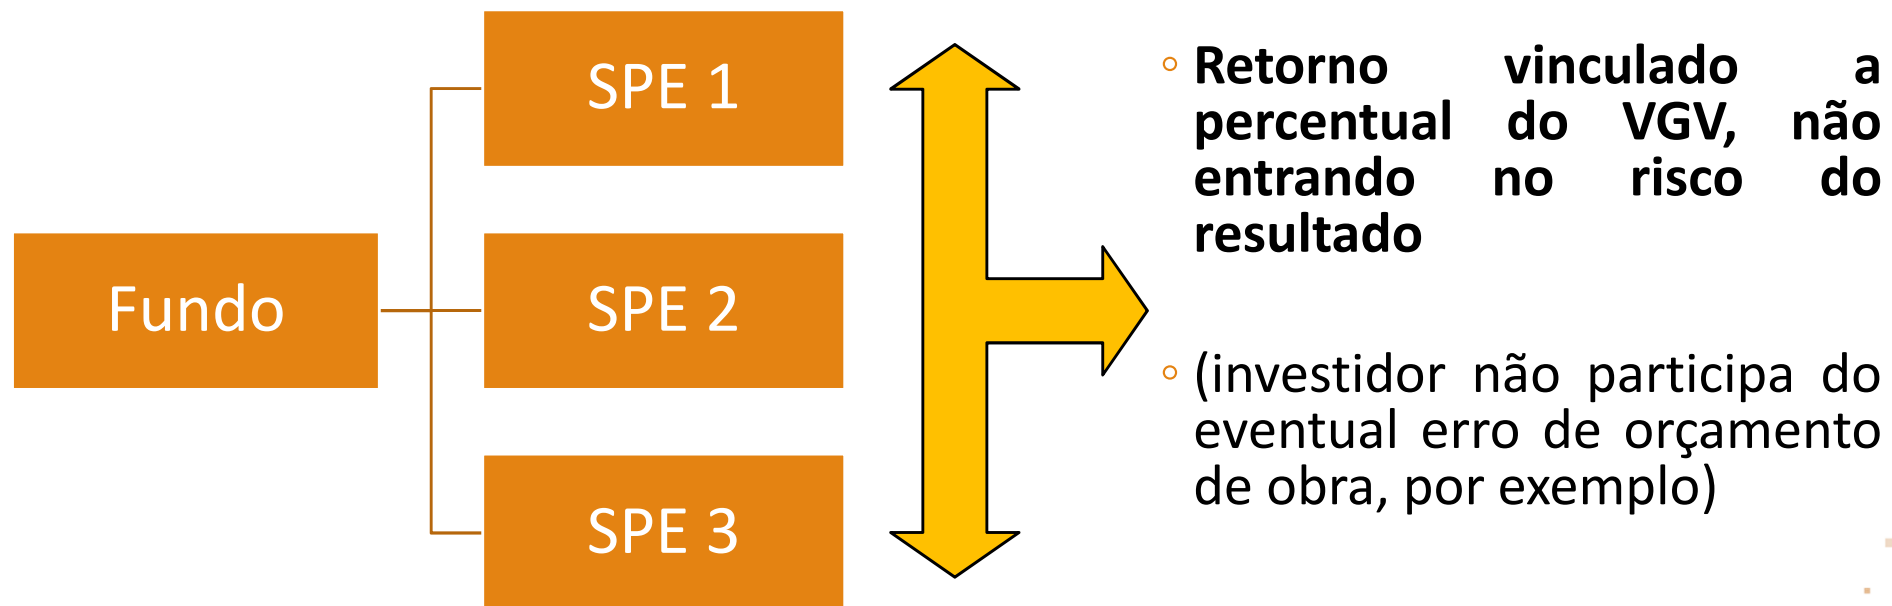 Fundo
SPE 1
SPE 2
SPE 3
Retorno vinculado a
percentual do VGV, não
entrando no risco do
resultado
(investidor não participa do
eventual erro de orçamento
de obra, por exemplo)